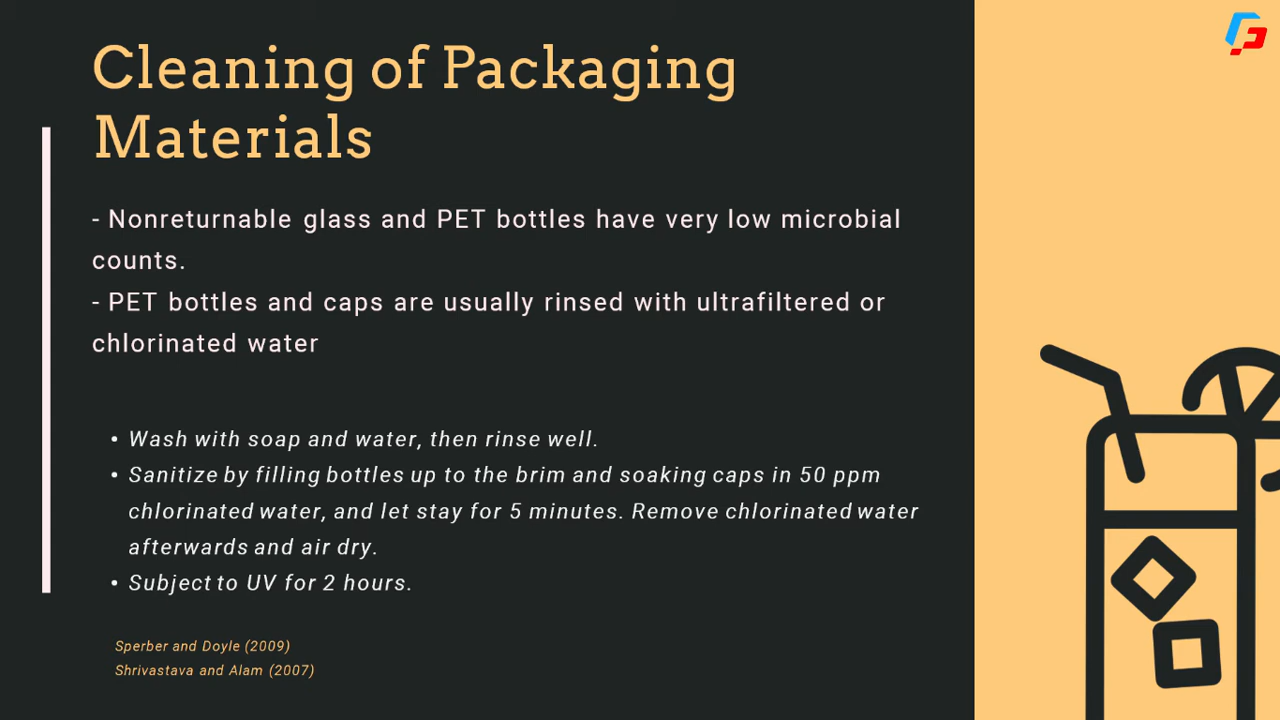 Cleaning of Packaging
Materials
- Nonreturnable glass and PET bottles have very low microbial
counts.
- PET bottles and caps are usually rinsed with ultrafiltered or
chlorinated water
• Wash with soap and water, then rinse well.
• Sanitize by filling bottles up to the brim and soaking caps in 50 ppm
chlorinated water, and let stay for 5 minutes. Remove chlorinated water
afterwards and air dry.
• Subject to UV for 2 hours.
Sperber and Doyle (2009)
Shrivastava and Alam (2007)